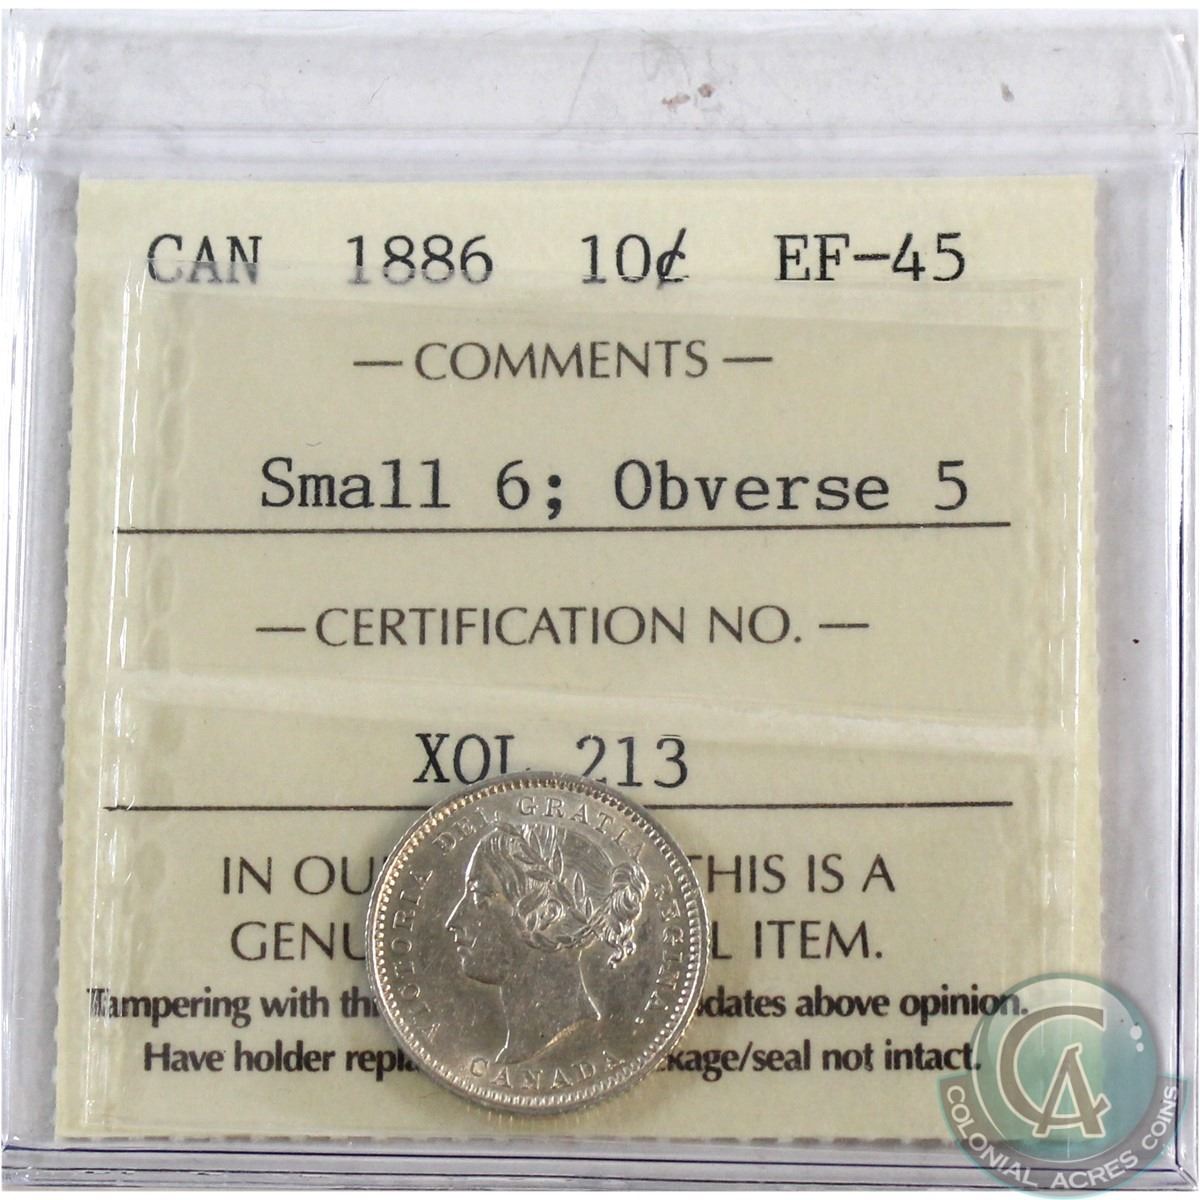 CAN 1886 10¢ EF-45
— COMMENTS —
Small 6; Obverse 5
— CERTIFICATION NO. —
XOL 213
IN OU THIS IS A
GENU L ITEM.
Tampering with thi dates above opinion.
Have holder repla kage/seal not intact.
VICTORIA DEI GRATIA REGINA.
CANADA
CA
COLONIAL ACRES COINS